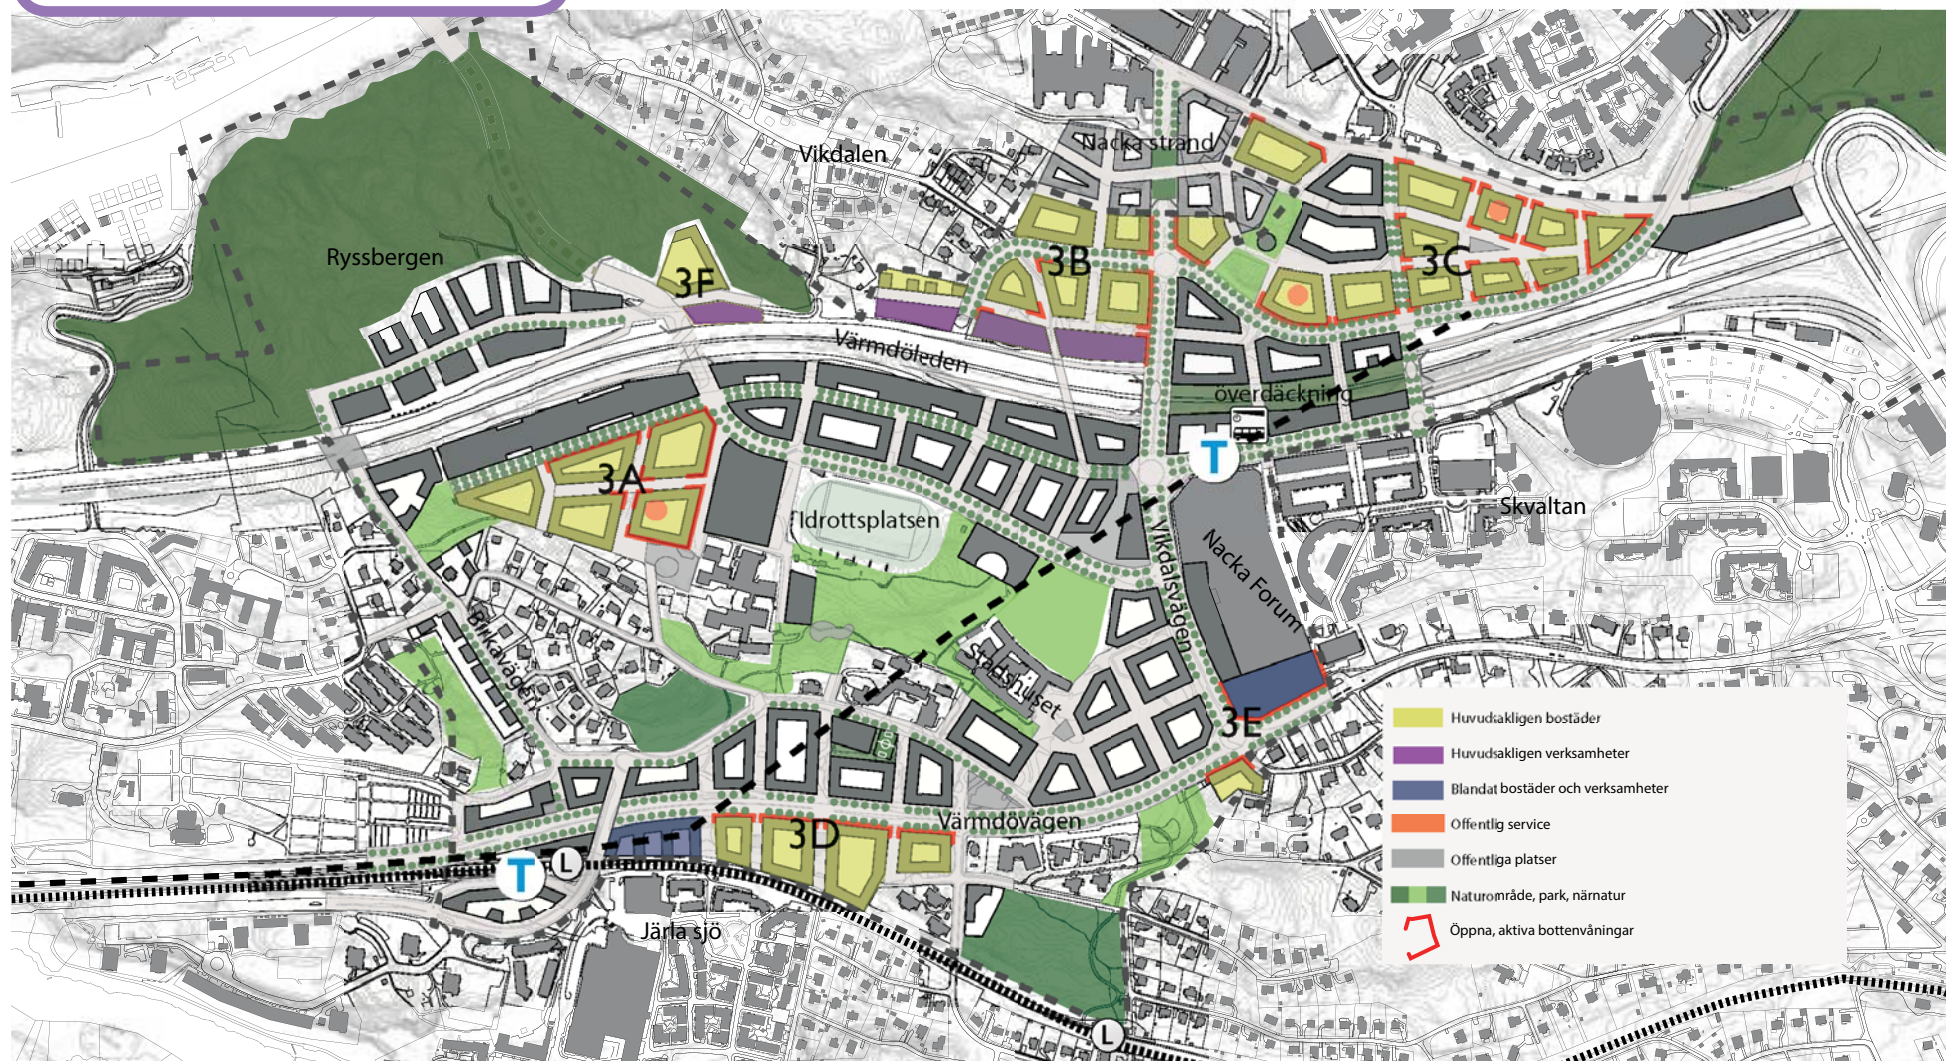 Nacka strand
Vikdalen
Ryssbergen
3B
3C
3F
Värmdöleden
överdäckning
T
3A
Skvaltan
Idrottsplatsen
Vikdalsvägen
Nacka Forum
Birkavägen
Stadshuset
3E
Huvudsakligen bostäder
Huvudsakligen verksamheter
Blandat bostäder och verksamheter
Offentlig service
Offentliga platser
Naturområde, park, närnatur
Öppna, aktiva bottenvåningar
Värmdövägen
3D
L
T
Järla sjö
L